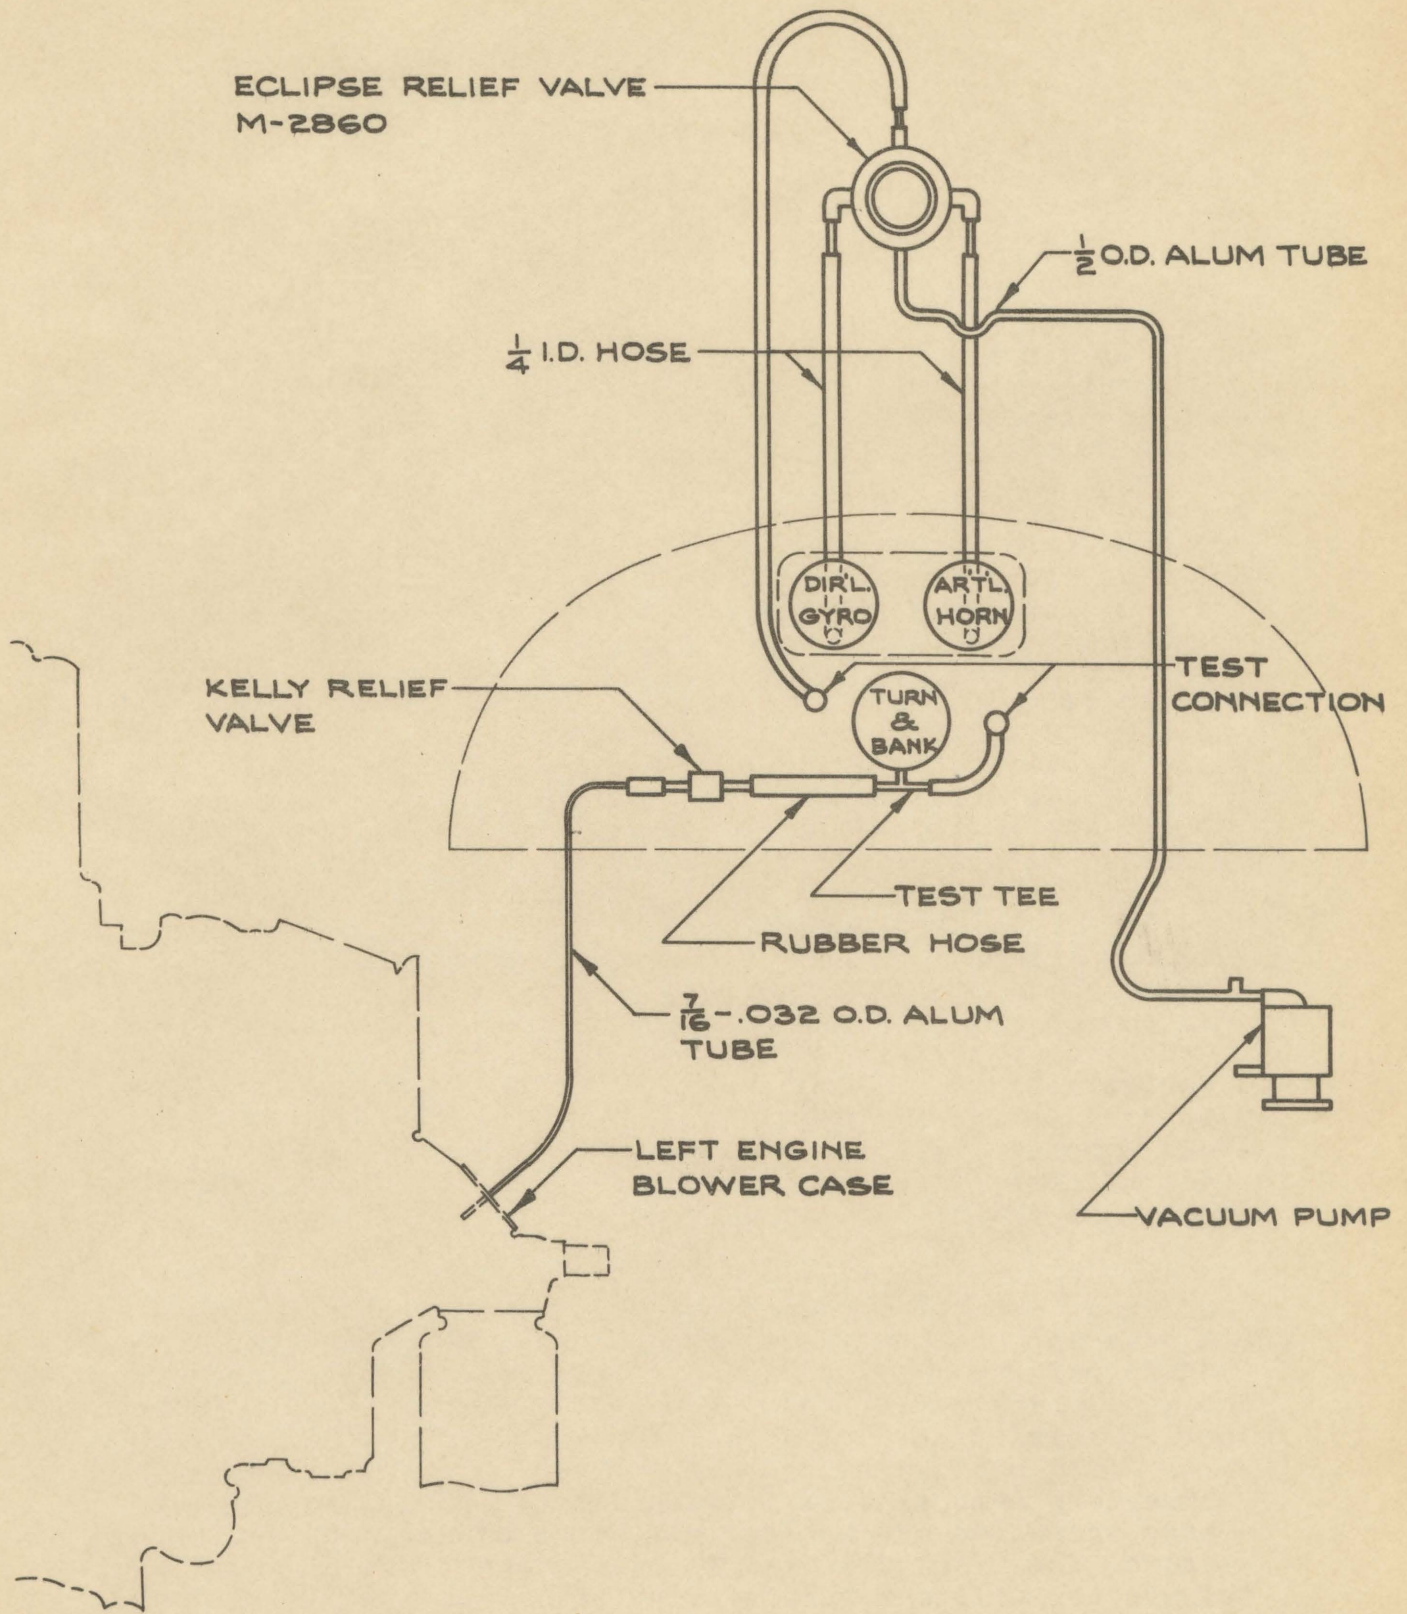 ECLIPSE RELIEF VALVE
M-2860
1/2 O.D. ALUM TUBE
1/4 I.D. HOSE
DIR'L.
GYRO
ART'L.
HORN
KELLY RELIEF
VALVE
TURN
&
BANK
TEST
CONNECTION
TEST TEE
RUBBER HOSE
7/16-.032 O.D. ALUM
TUBE
LEFT ENGINE
BLOWER CASE
VACUUM PUMP